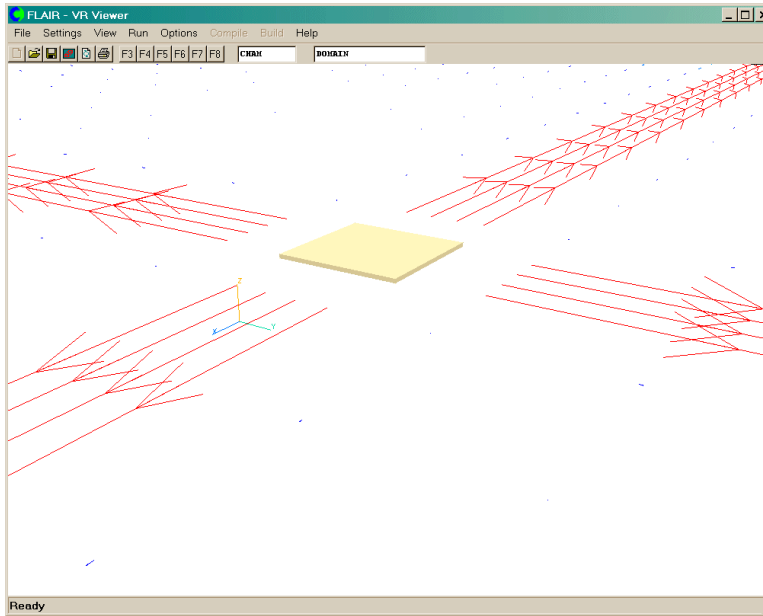 FLAIR - VR Viewer
File Settings View Run Options Compile Build Help
F3 F4 F5 F6 F7 F8 CHAM DOMAIN
Z
X Y
Ready